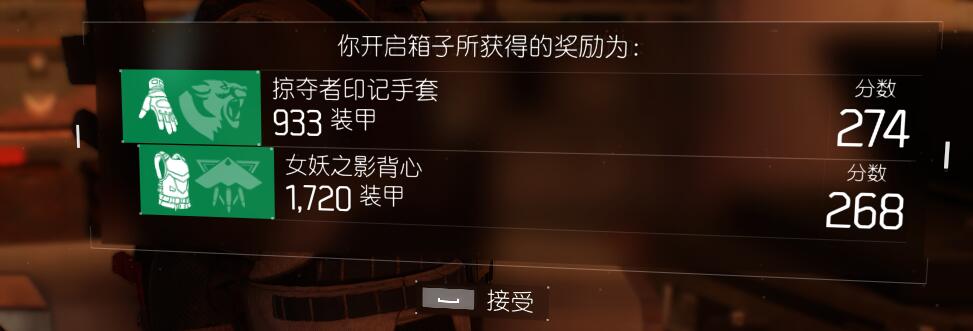 你开启箱子所获得的奖励为：
掠夺者印记手套
933 装甲
分数
274
女妖之影背心
1,720 装甲
分数
268
接受